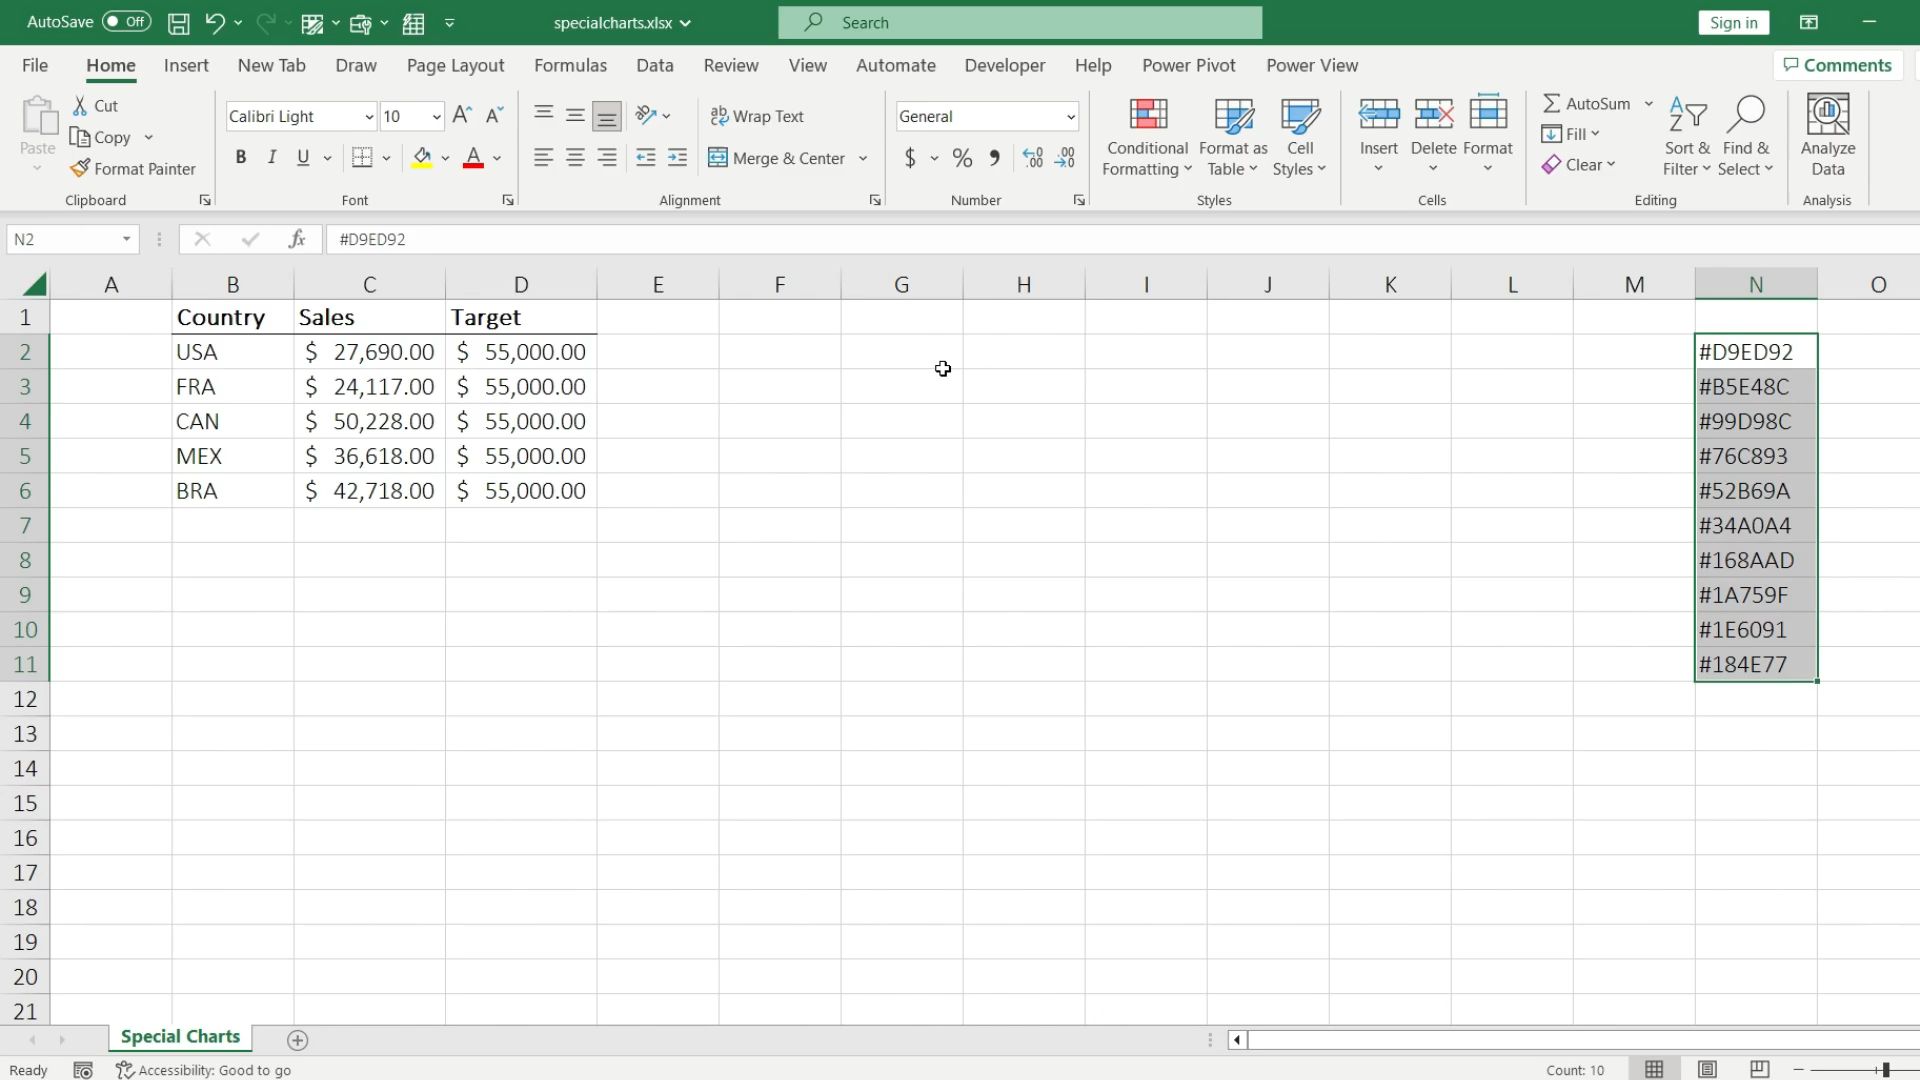 AutoSave Off specialcharts.xlsx Search Sign in
File Home Insert New Tab Draw Page Layout Formulas Data Review View Automate Developer Help Power Pivot Power View Comments
Paste
Cut
Copy
Format Painter
Clipboard
Calibri Light 10
B I U A
Font
Wrap Text
Merge & Center
Alignment
General
$ % 9
Number
Conditional Formatting
Format as Table
Cell Styles
Styles
Insert Delete Format
Cells
AutoSum
Fill
Clear
Sort & Filter
Find & Select
Editing
Analyze Data
Analysis
N2 fx #D9ED92
A B C D E F G H I J K L M N O
1 Country Sales Target
2 USA $ 27,690.00 $ 55,000.00 #D9ED92
3 FRA $ 24,117.00 $ 55,000.00 #B5E48C
4 CAN $ 50,228.00 $ 55,000.00 #99D98C
5 MEX $ 36,618.00 $ 55,000.00 #76C893
6 BRA $ 42,718.00 $ 55,000.00 #52B69A
7 #34A0A4
8 #168AAD
9 #1A759F
10 #1E6091
11 #184E77
12
13
14
15
16
17
18
19
20
21
Special Charts
Ready Accessibility: Good to go Count: 10